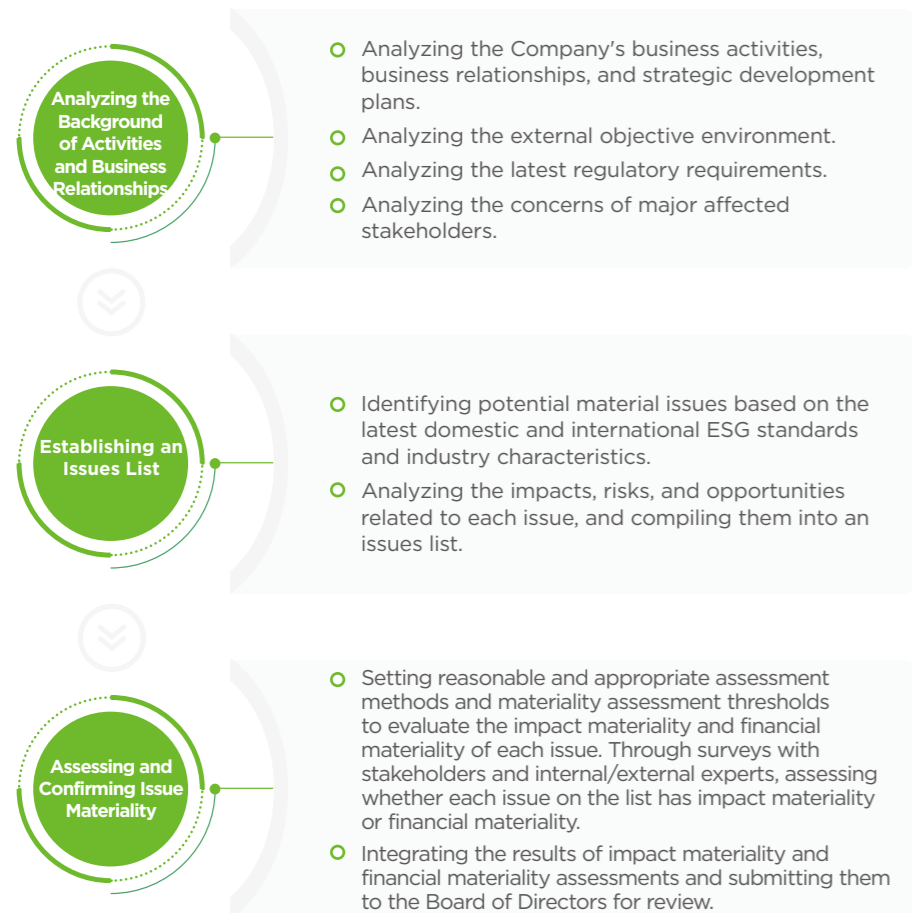 Analyzing the
Background
of Activities
and Business
Relationships
Analyzing the Company's business activities,
business relationships, and strategic development
plans.
Analyzing the external objective environment.
Analyzing the latest regulatory requirements.
Analyzing the concerns of major affected
stakeholders.
Establishing an
Issues List
Identifying potential material issues based on the
latest domestic and international ESG standards
and industry characteristics.
Analyzing the impacts, risks, and opportunities
related to each issue, and compiling them into an
issues list.
Assessing and
Confirming Issue
Materiality
Setting reasonable and appropriate assessment
methods and materiality assessment thresholds
to evaluate the impact materiality and financial
materiality of each issue. Through surveys with
stakeholders and internal/external experts, assessing
whether each issue on the list has impact materiality
or financial materiality.
Integrating the results of impact materiality and
financial materiality assessments and submitting them
to the Board of Directors for review.